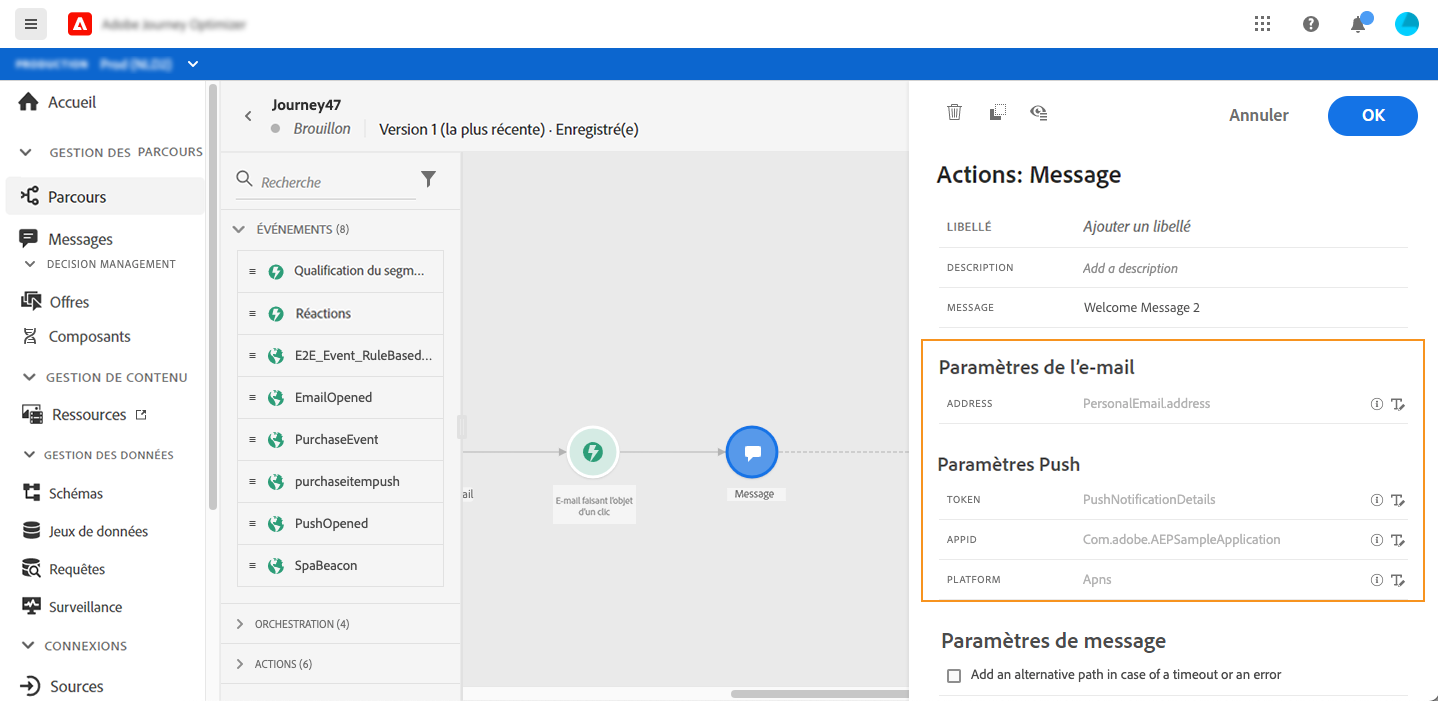 Adobe Journey Optimizer
PRODUCTION Prod (NLD2)
Accueil
GESTION DES PARCOURS
Parcours
Messages
DECISION MANAGEMENT
Offres
Composants
GESTION DE CONTENU
Ressources
GESTION DES DONNÉES
Schémas
Jeux de données
Requêtes
Surveillance
CONNEXIONS
Sources
Journey47
Brouillon
Version 1 (la plus récente) · Enregistré(e)
Recherche
ÉVÉNEMENTS (8)
Qualification du segm...
Réactions
E2E_Event_RuleBased...
EmailOpened
PurchaseEvent
purchaseitempush
PushOpened
SpaBeacon
ORCHESTRATION (4)
ACTIONS (6)
ail
E-mail faisant l'objet
d'un clic
Message
Annuler
OK
Actions: Message
LIBELLÉ Ajouter un libellé
DESCRIPTION Add a description
MESSAGE Welcome Message 2
Paramètres de l'e-mail
ADDRESS PersonalEmail.address
Paramètres Push
TOKEN PushNotificationDetails
APPID Com.adobe.AEPSampleApplication
PLATFORM Apns
Paramètres de message
Add an alternative path in case of a timeout or an error